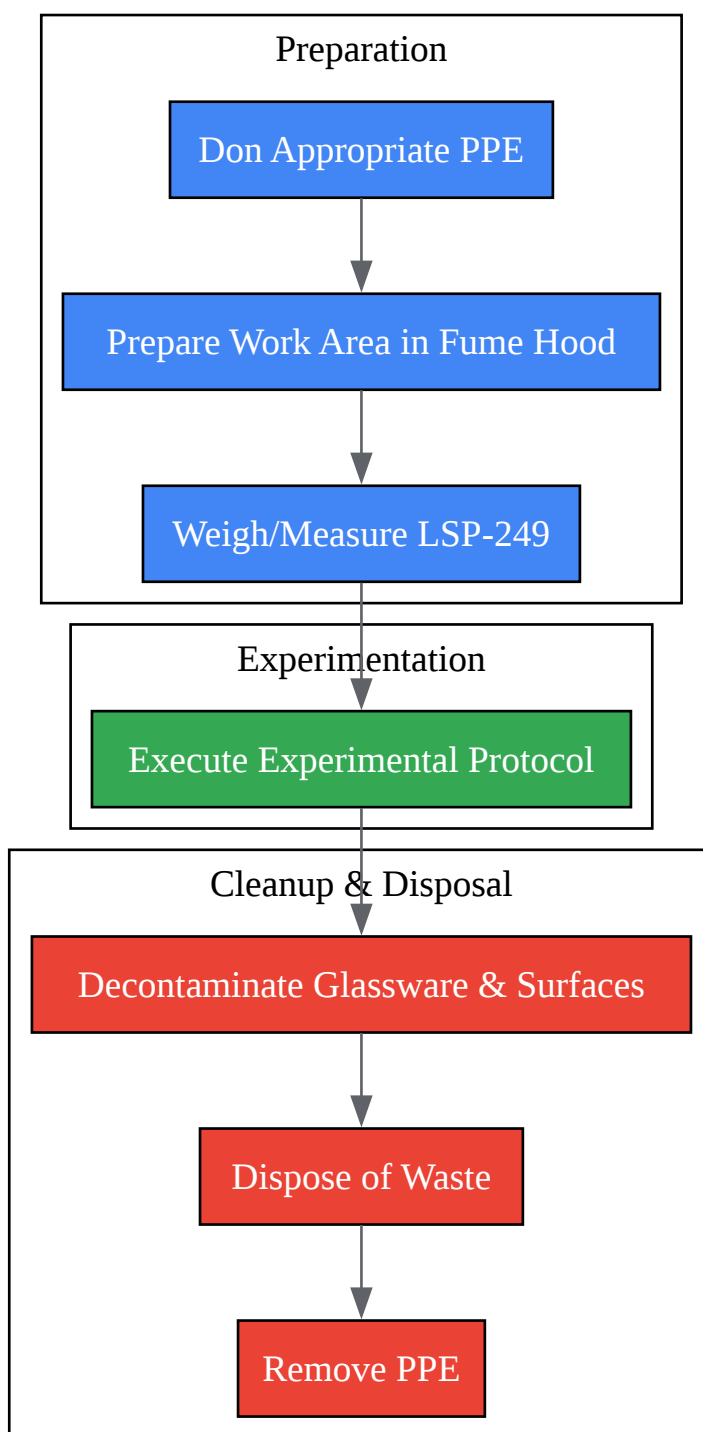 Preparation
Don Appropriate PPE
Prepare Work Area in Fume Hood
Weigh/Measure LSP-249
Experimentation
Execute Experimental Protocol
Cleanup & Disposal
Decontaminate Glassware & Surfaces
Dispose of Waste
Remove PPE